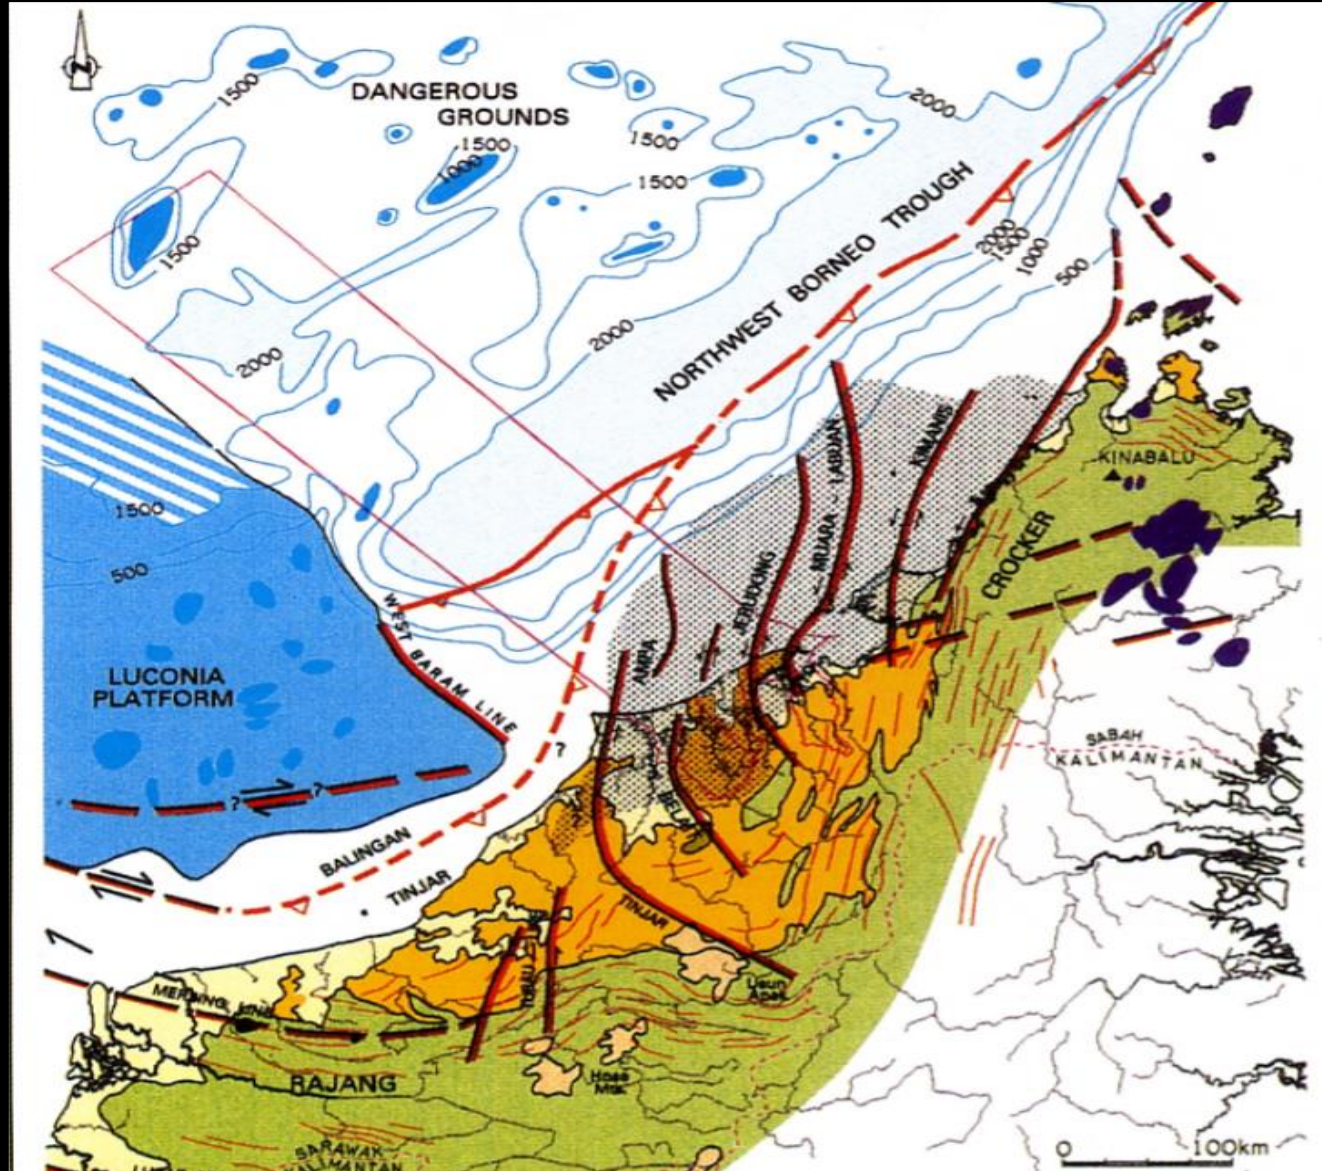 N
DANGEROUS
GROUNDS
1500
2000
1500
1000
1500
1500
1500
2000
1500
1000
500
NORTHWEST BORNEO TROUGH
2000
2000
1500
500
LUCONIA
PLATFORM
WEST BARAM LINE
?
?
?
BALINGAN
TINJAR
AMPA
JERUDONG
MUARA - LABUAN
KIMANIS
KINABALU
CROCKER
SABAH
KALIMANTAN
TINJAR
Usun
Apau
Hose
Mts.
RAJANG
SARAWAK
KALIMANTAN
0
100km